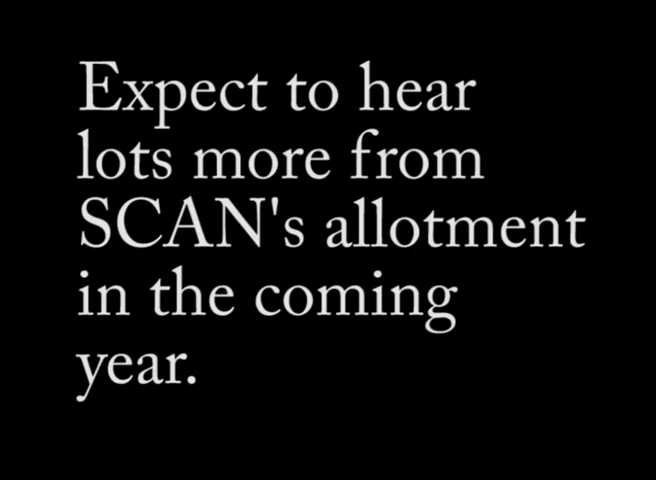 Expect to hear
lots more from
SCAN's allotment
in the coming
year.